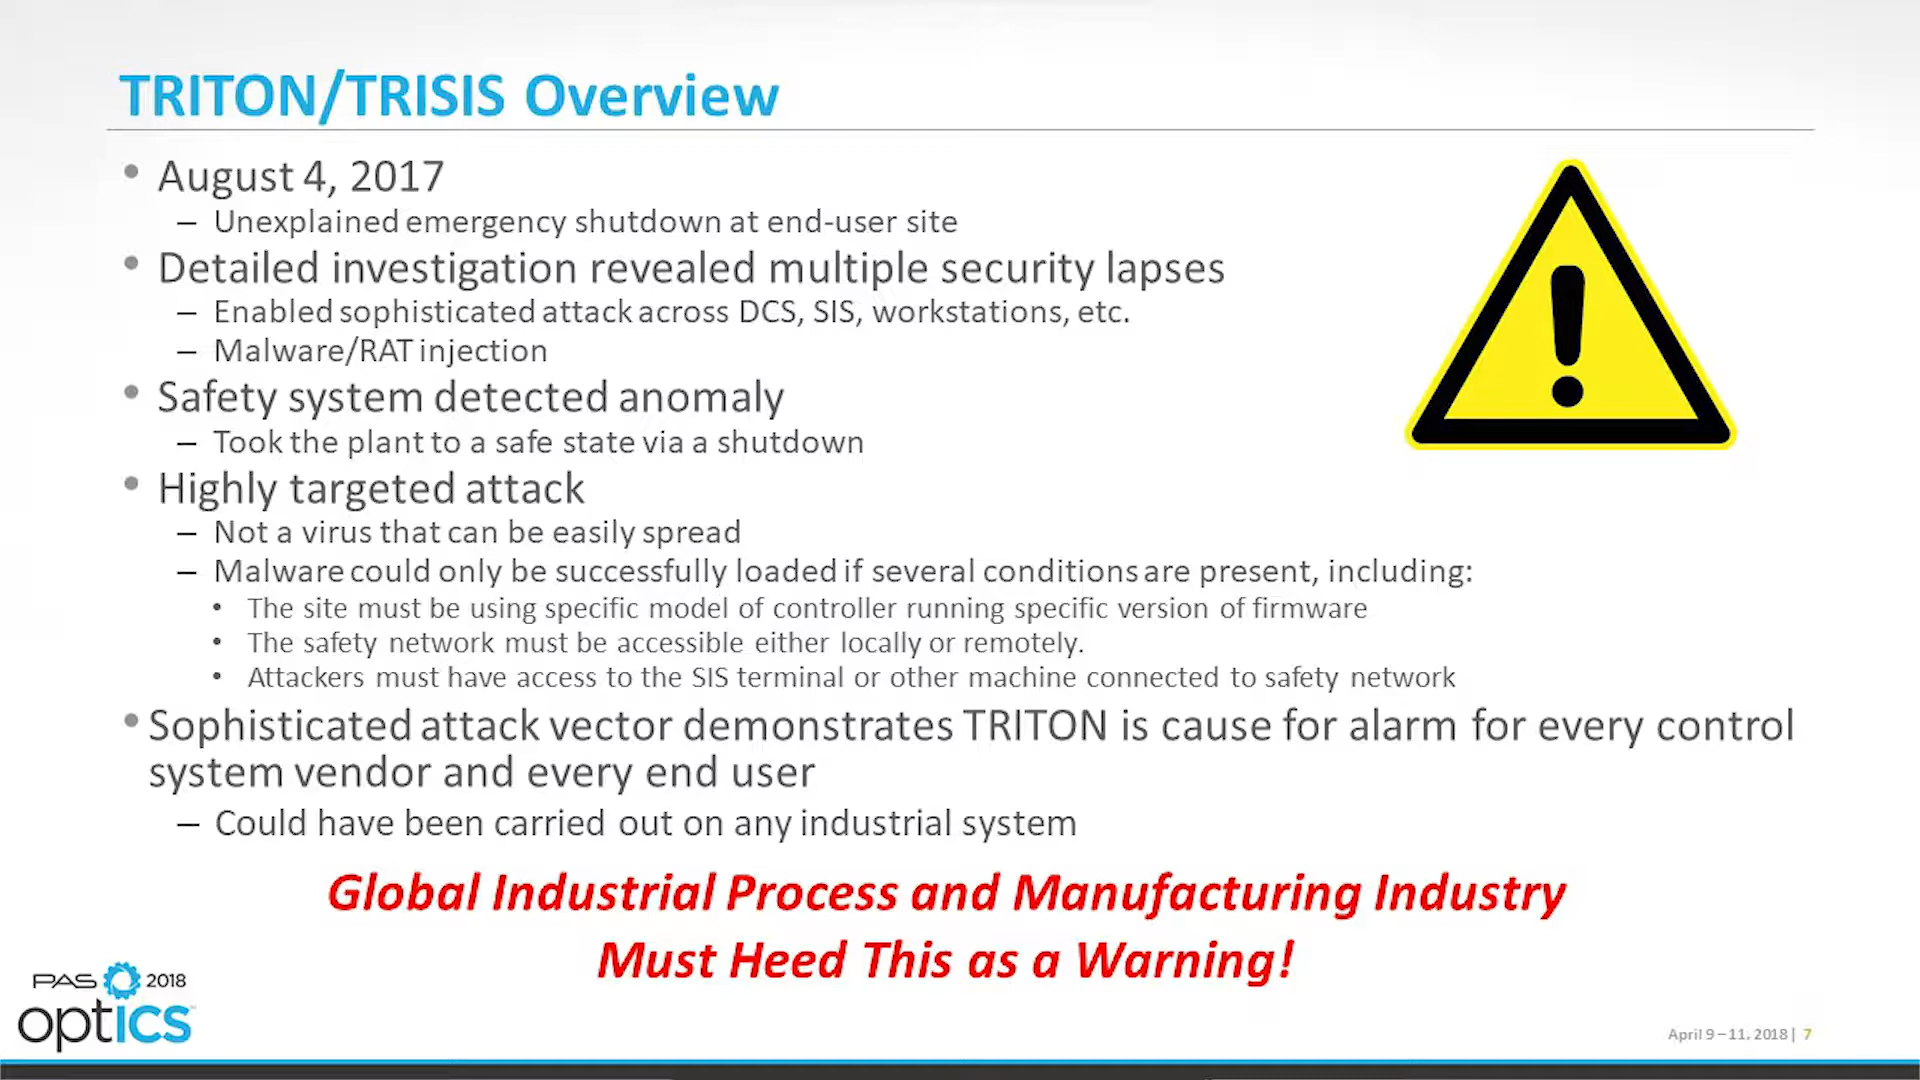 TRITON/TRISIS Overview
• August 4, 2017
– Unexplained emergency shutdown at end-user site
• Detailed investigation revealed multiple security lapses
– Enabled sophisticated attack across DCS, SIS, workstations, etc.
– Malware/RAT injection
• Safety system detected anomaly
– Took the plant to a safe state via a shutdown
• Highly targeted attack
– Not a virus that can be easily spread
– Malware could only be successfully loaded if several conditions are present, including:
• The site must be using specific model of controller running specific version of firmware
• The safety network must be accessible either locally or remotely.
• Attackers must have access to the SIS terminal or other machine connected to safety network
• Sophisticated attack vector demonstrates TRITON is cause for alarm for every control
system vendor and every end user
– Could have been carried out on any industrial system
Global Industrial Process and Manufacturing Industry
Must Heed This as a Warning!
PAS 2018
optICS
April 9 – 11, 2018 | 7